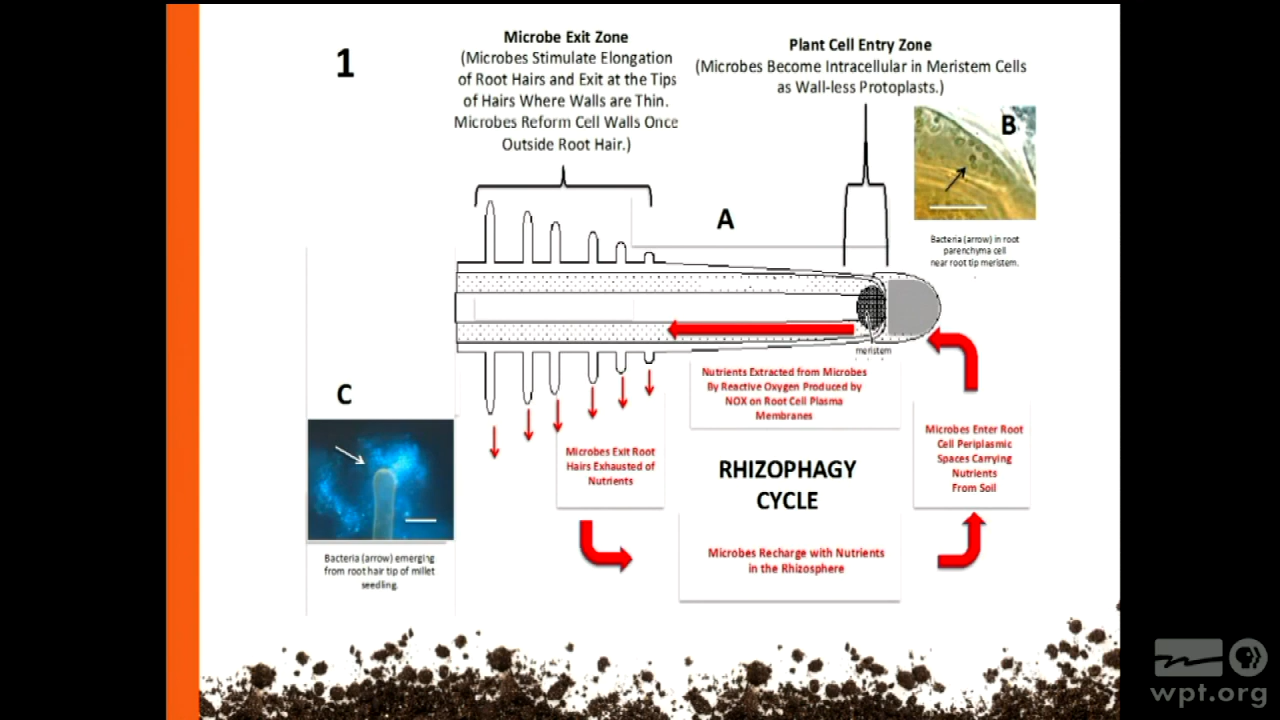 1
Microbe Exit Zone
(Microbes Stimulate Elongation
of Root Hairs and Exit at the Tips
of Hairs Where Walls are Thin.
Microbes Reform Cell Walls Once
Outside Root Hair.)
Plant Cell Entry Zone
(Microbes Become Intracellular in Meristem Cells
as Wall-less Protoplasts.)
B
Bacteria (arrow) in root
parenchyma cell
near root tip meristem.
A
meristem
Nutrients Extracted from Microbes
By Reactive Oxygen Produced by
NOX on Root Cell Plasma
Membranes
C
Bacteria (arrow) emerging
from root hair tip of millet
seedling.
Microbes Exit Root
Hairs Exhausted of
Nutrients
RHIZOPHAGY
CYCLE
Microbes Enter Root
Cell Periplasmic
Spaces Carrying
Nutrients
From Soil
Microbes Recharge with Nutrients
in the Rhizosphere
wpt.org